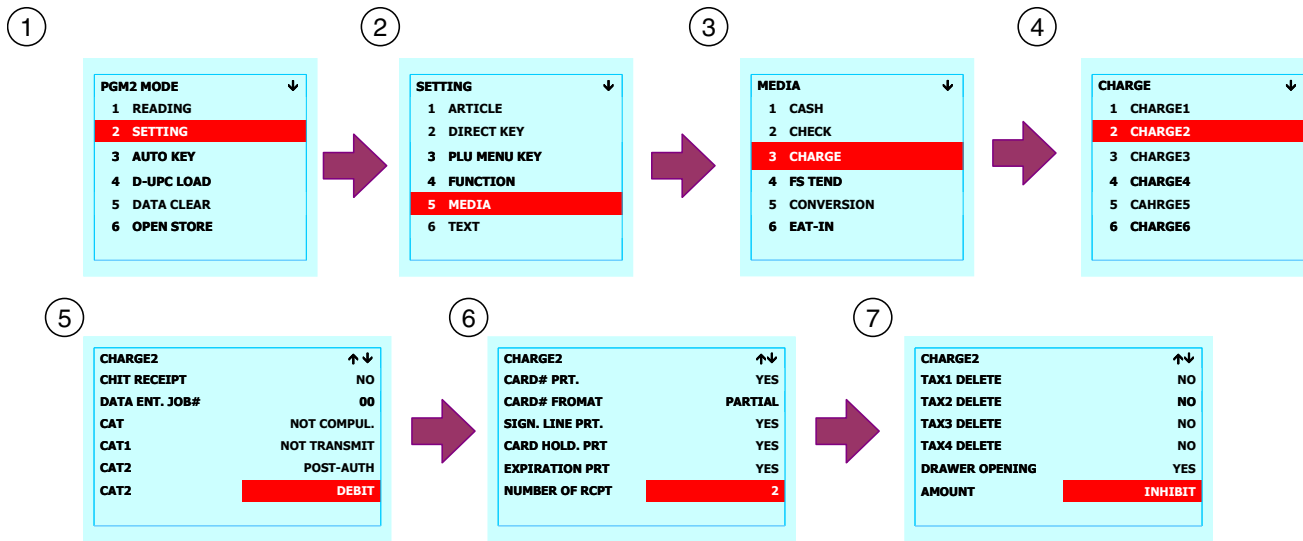 1
PGM2 MODE ↓
1 READING
2 SETTING
3 AUTO KEY
4 D-UPC LOAD
5 DATA CLEAR
6 OPEN STORE
2
SETTING ↓
1 ARTICLE
2 DIRECT KEY
3 PLU MENU KEY
4 FUNCTION
5 MEDIA
6 TEXT
3
MEDIA ↓
1 CASH
2 CHECK
3 CHARGE
4 FS TEND
5 CONVERSION
6 EAT-IN
4
CHARGE ↓
1 CHARGE1
2 CHARGE2
3 CHARGE3
4 CHARGE4
5 CAHRGE5
6 CHARGE6
5
CHARGE2 ↑↓
CHIT RECEIPT NO
DATA ENT. JOB# 00
CAT NOT COMPUL.
CAT1 NOT TRANSMIT
CAT2 POST-AUTH
CAT2 DEBIT
6
CHARGE2 ↑↓
CARD# PRT. YES
CARD# FROMAT PARTIAL
SIGN. LINE PRT. YES
CARD HOLD. PRT YES
EXPIRATION PRT YES
NUMBER OF RCPT 2
7
CHARGE2 ↑↓
TAX1 DELETE NO
TAX2 DELETE NO
TAX3 DELETE NO
TAX4 DELETE NO
DRAWER OPENING YES
AMOUNT INHIBIT